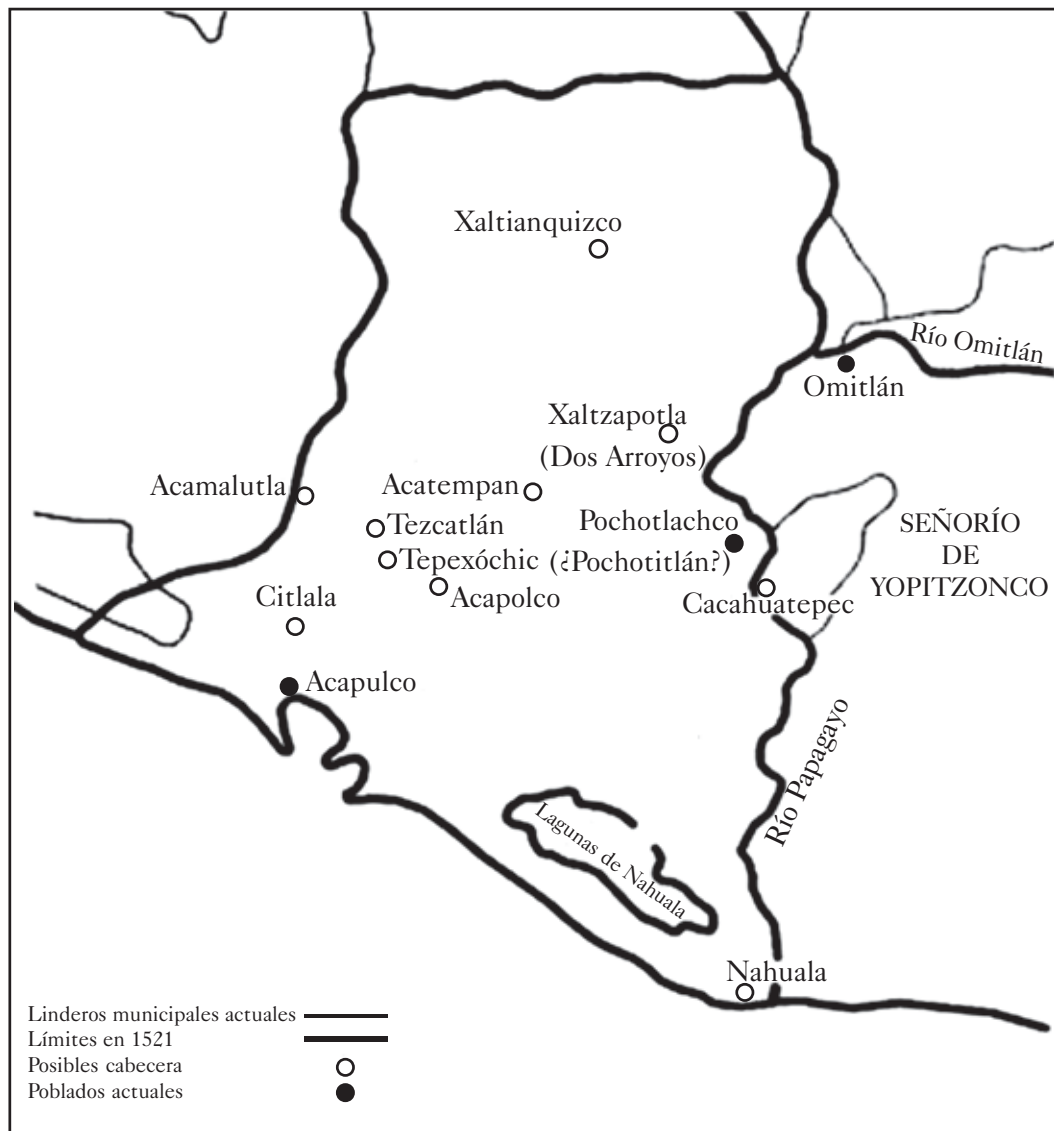 Xaltianquizco
Río Omitlán
Omitlán
Xaltzapotla
(Dos Arroyos)
Acamalutla
Acatempan
Tezcatlán
Pochotlachco
SEÑORÍO
DE
YOPITZONCO
Tepexóchic
(¿Pochotitlán?)
Acapolco
Cacahuatepec
Citlala
Acapulco
Río Papagayo
Lagunas de Nahuala
Nahuala
Linderos municipales actuales
Límites en 1521
Posibles cabecera
Poblados actuales